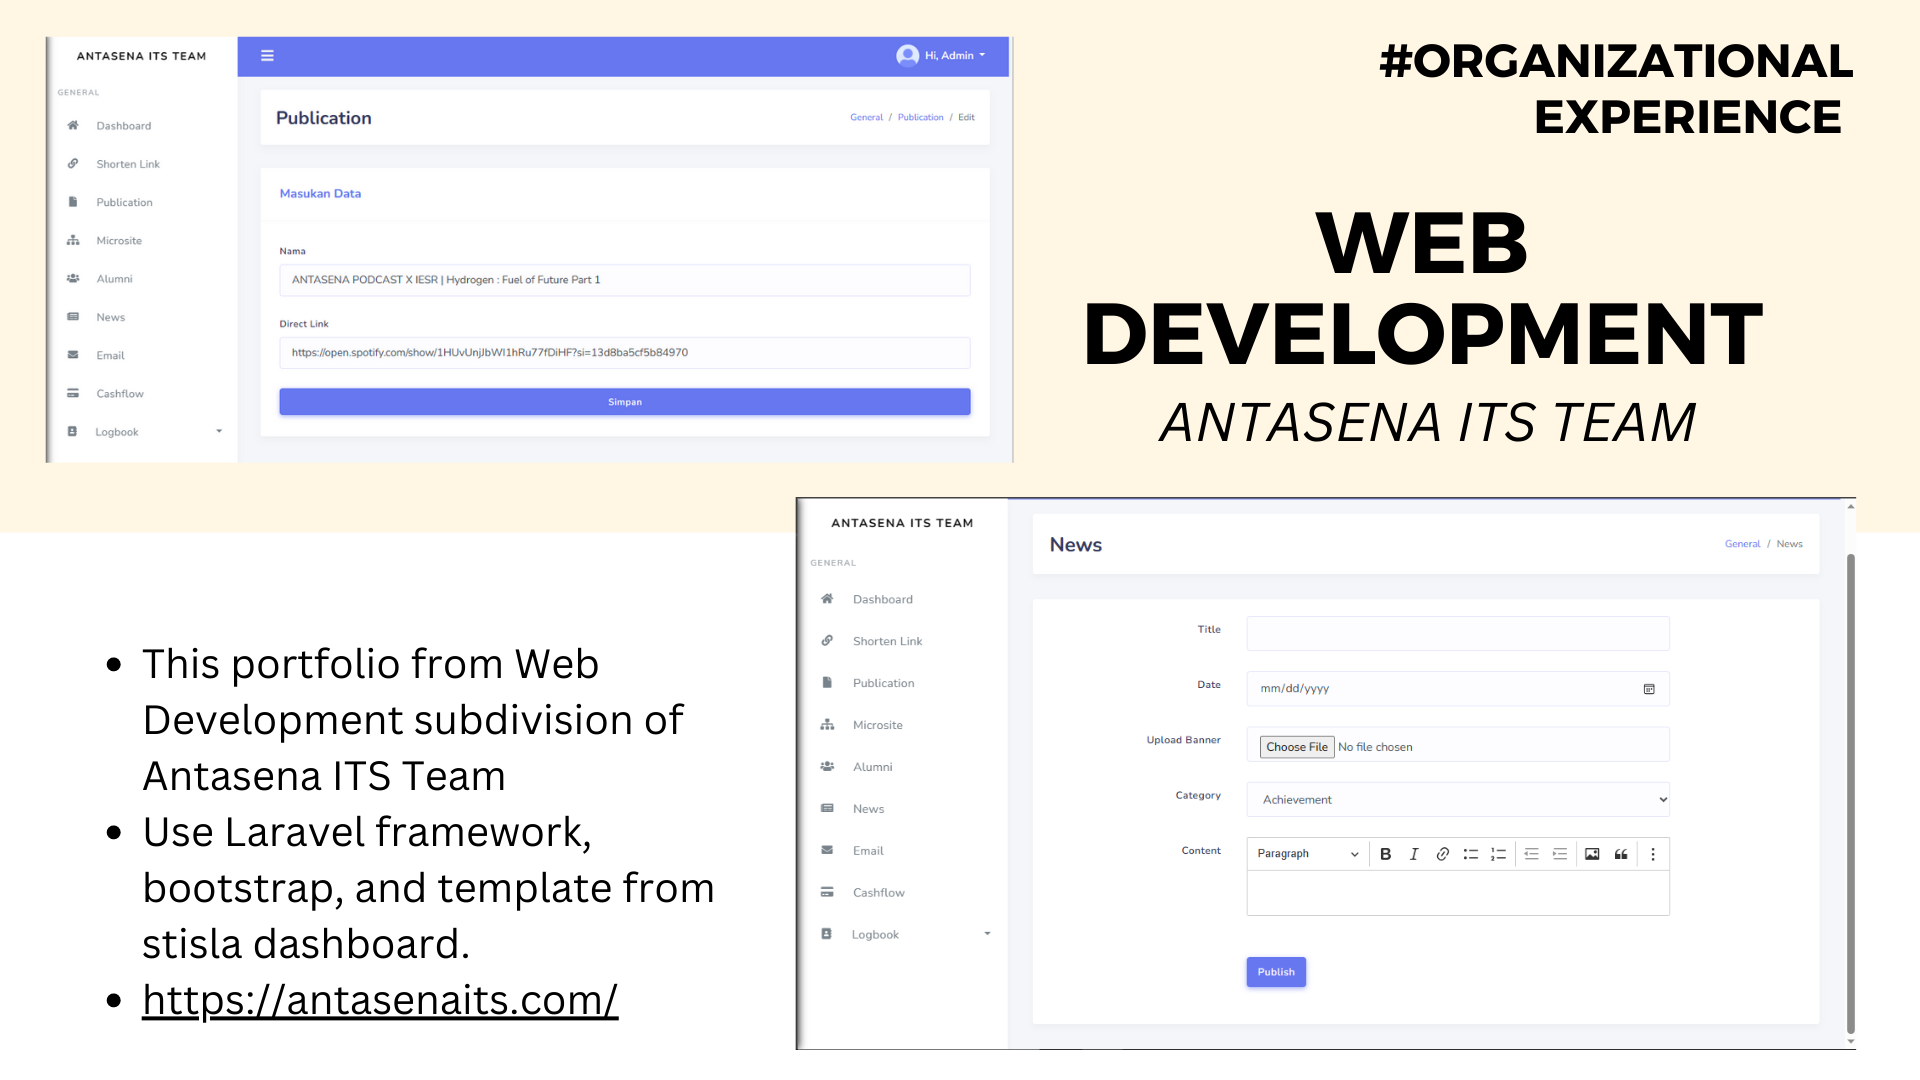 #ORGANIZATIONAL
EXPERIENCE
WEB
DEVELOPMENT
ANTASENA ITS TEAM
ANTASENA ITS TEAM
Hi, Admin
GENERAL
Dashboard
Shorten Link
Publication
Microsite
Alumni
News
Email
Cashflow
Logbook
Publication
General / Publication / Edit
Masukan Data
Nama
ANTASENA PODCAST X IESR | Hydrogen : Fuel of Future Part 1
Direct Link
https://open.spotify.com/show/1HUvUnjJbWI1hRu77fDiHF?si=13d8ba5cf5b84970
Simpan
ANTASENA ITS TEAM
GENERAL
Dashboard
Shorten Link
Publication
Microsite
Alumni
News
Email
Cashflow
Logbook
News
General / News
Title
Date
mm/dd/yyyy
Upload Banner
Choose File No file chosen
Category
Achievement
Content
Paragraph
Publish
• This portfolio from Web
Development subdivision of
Antasena ITS Team
• Use Laravel framework,
bootstrap, and template from
stisla dashboard.
• https://antasenaits.com/